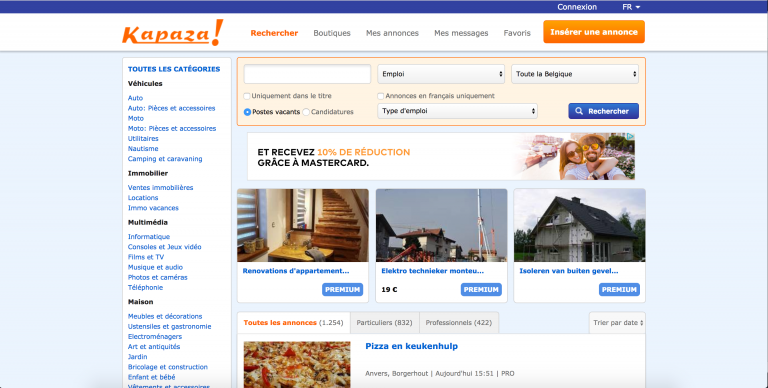 Connexion FR
Kapaza!
Rechercher Boutiques Mes annonces Mes messages Favoris Insérer une annonce
TOUTES LES CATÉGORIES
Véhicules
Auto
Auto: Pièces et accessoires
Moto
Moto: Pièces et accessoires
Utilitaires
Nautisme
Camping et caravaning
Immobilier
Ventes immobilières
Locations
Immo vacances
Multimédia
Informatique
Consoles et Jeux vidéo
Films et TV
Musique et audio
Photos et caméras
Téléphonie
Maison
Meubles et décorations
Ustensiles et gastronomie
Electroménagers
Art et antiquités
Jardin
Bricolage et construction
Enfant et bébé
Vêtements et accessoires
Emploi Toute la Belgique
Uniquement dans le titre Annonces en français uniquement
Postes vacants Candidatures Type d'emploi Rechercher
ET RECEVEZ 10% DE RÉDUCTION
GRÂCE À MASTERCARD.
Renovations d'appartement...
PREMIUM
Elektro technieker monteu...
19 € PREMIUM
Isoleren van buiten gevel...
PREMIUM
Toutes les annonces (1.254) Particuliers (832) Professionnels (422) Trier par date
Pizza en keukenhulp
Anvers, Borgerhout | Aujourd'hui 15:51 | PRO